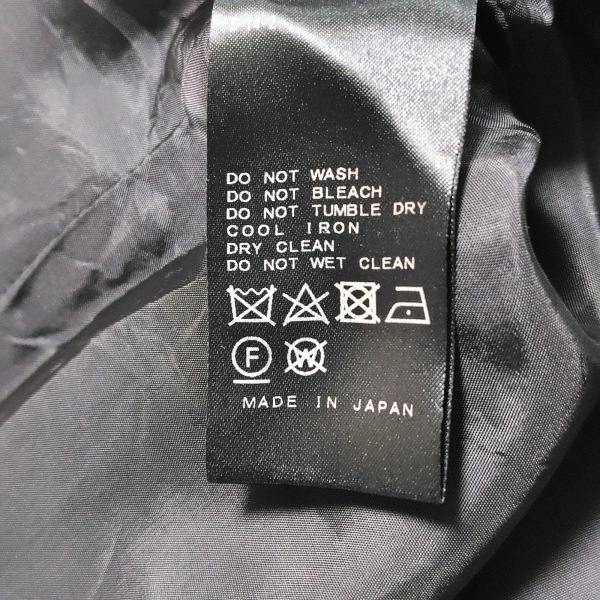 DO NOT WASH
DO NOT BLEACH
DO NOT TUMBLE DRY
COOL IRON
DRY CLEAN
DO NOT WET CLEAN
F W
MADE IN JAPAN